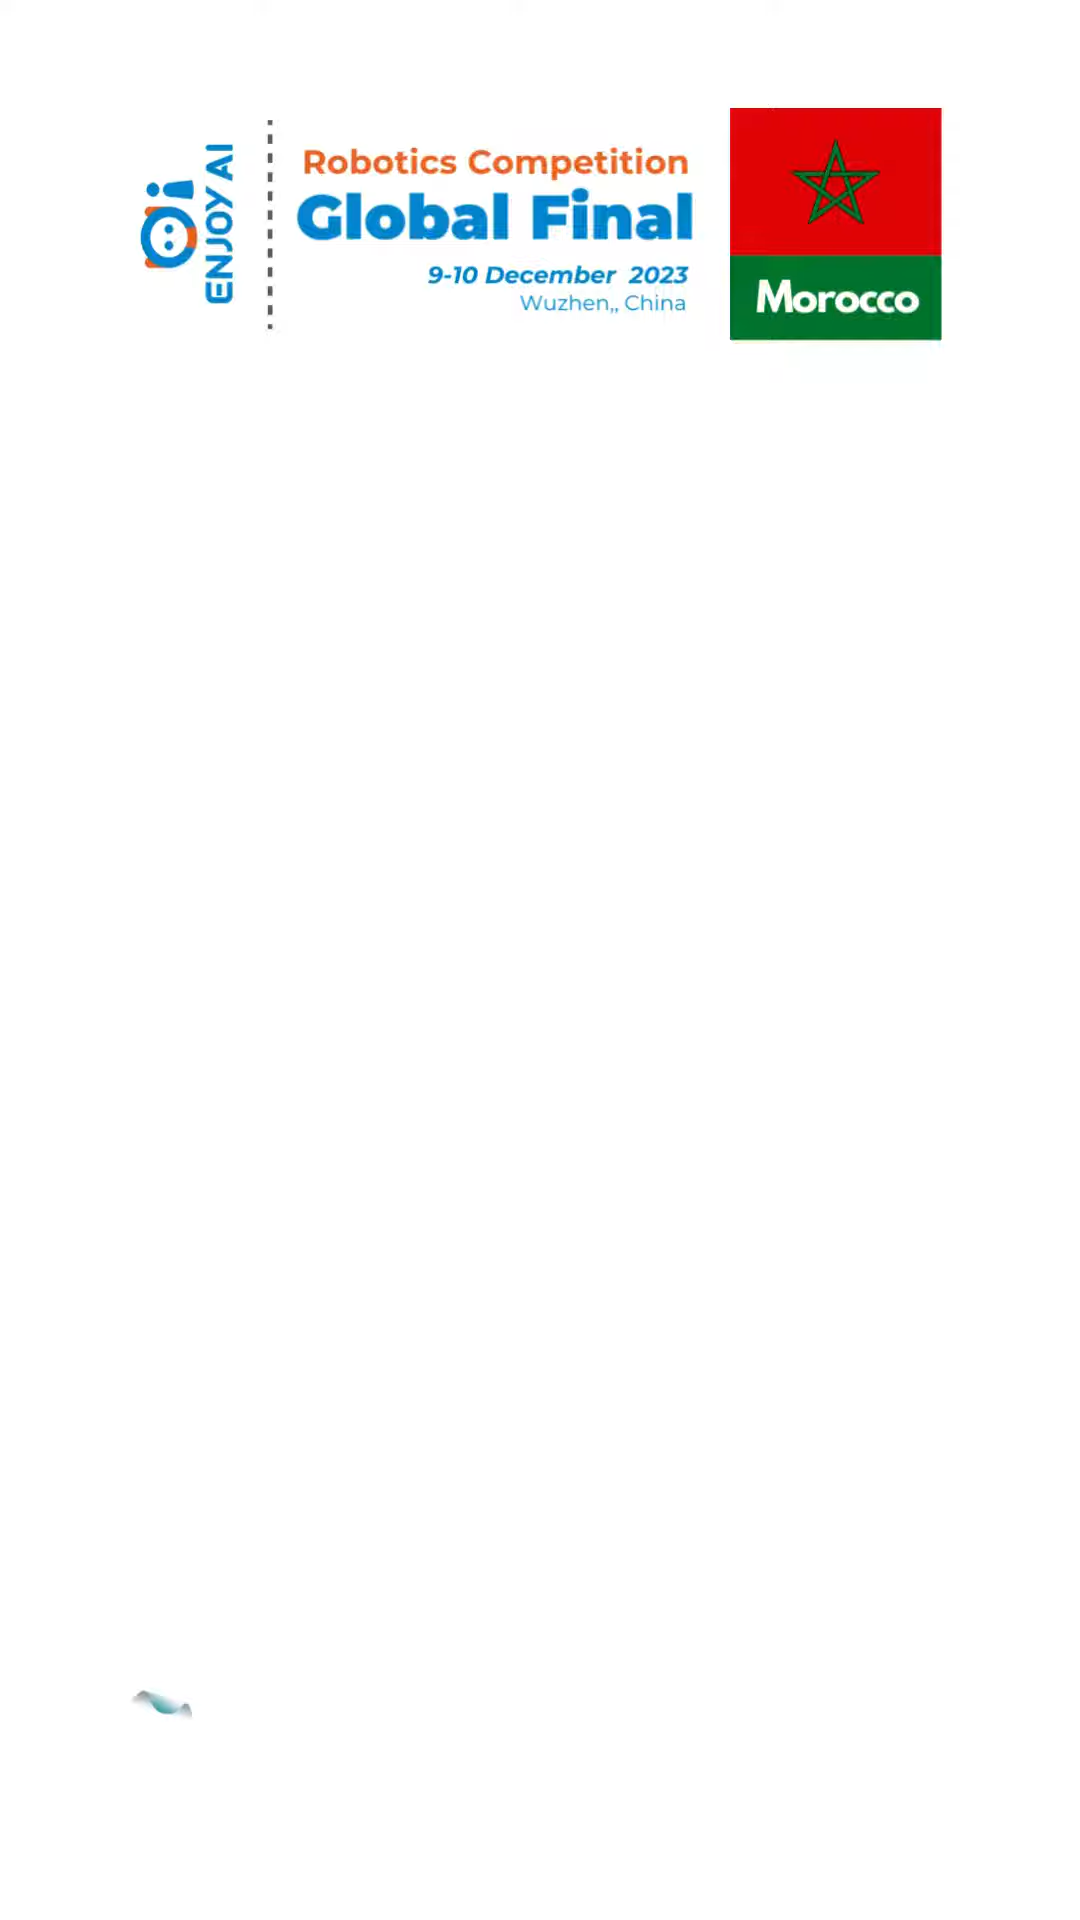 ENJOY AI
Robotics Competition
Global Final
9-10 December 2023
Wuzhen,, China
Morocco